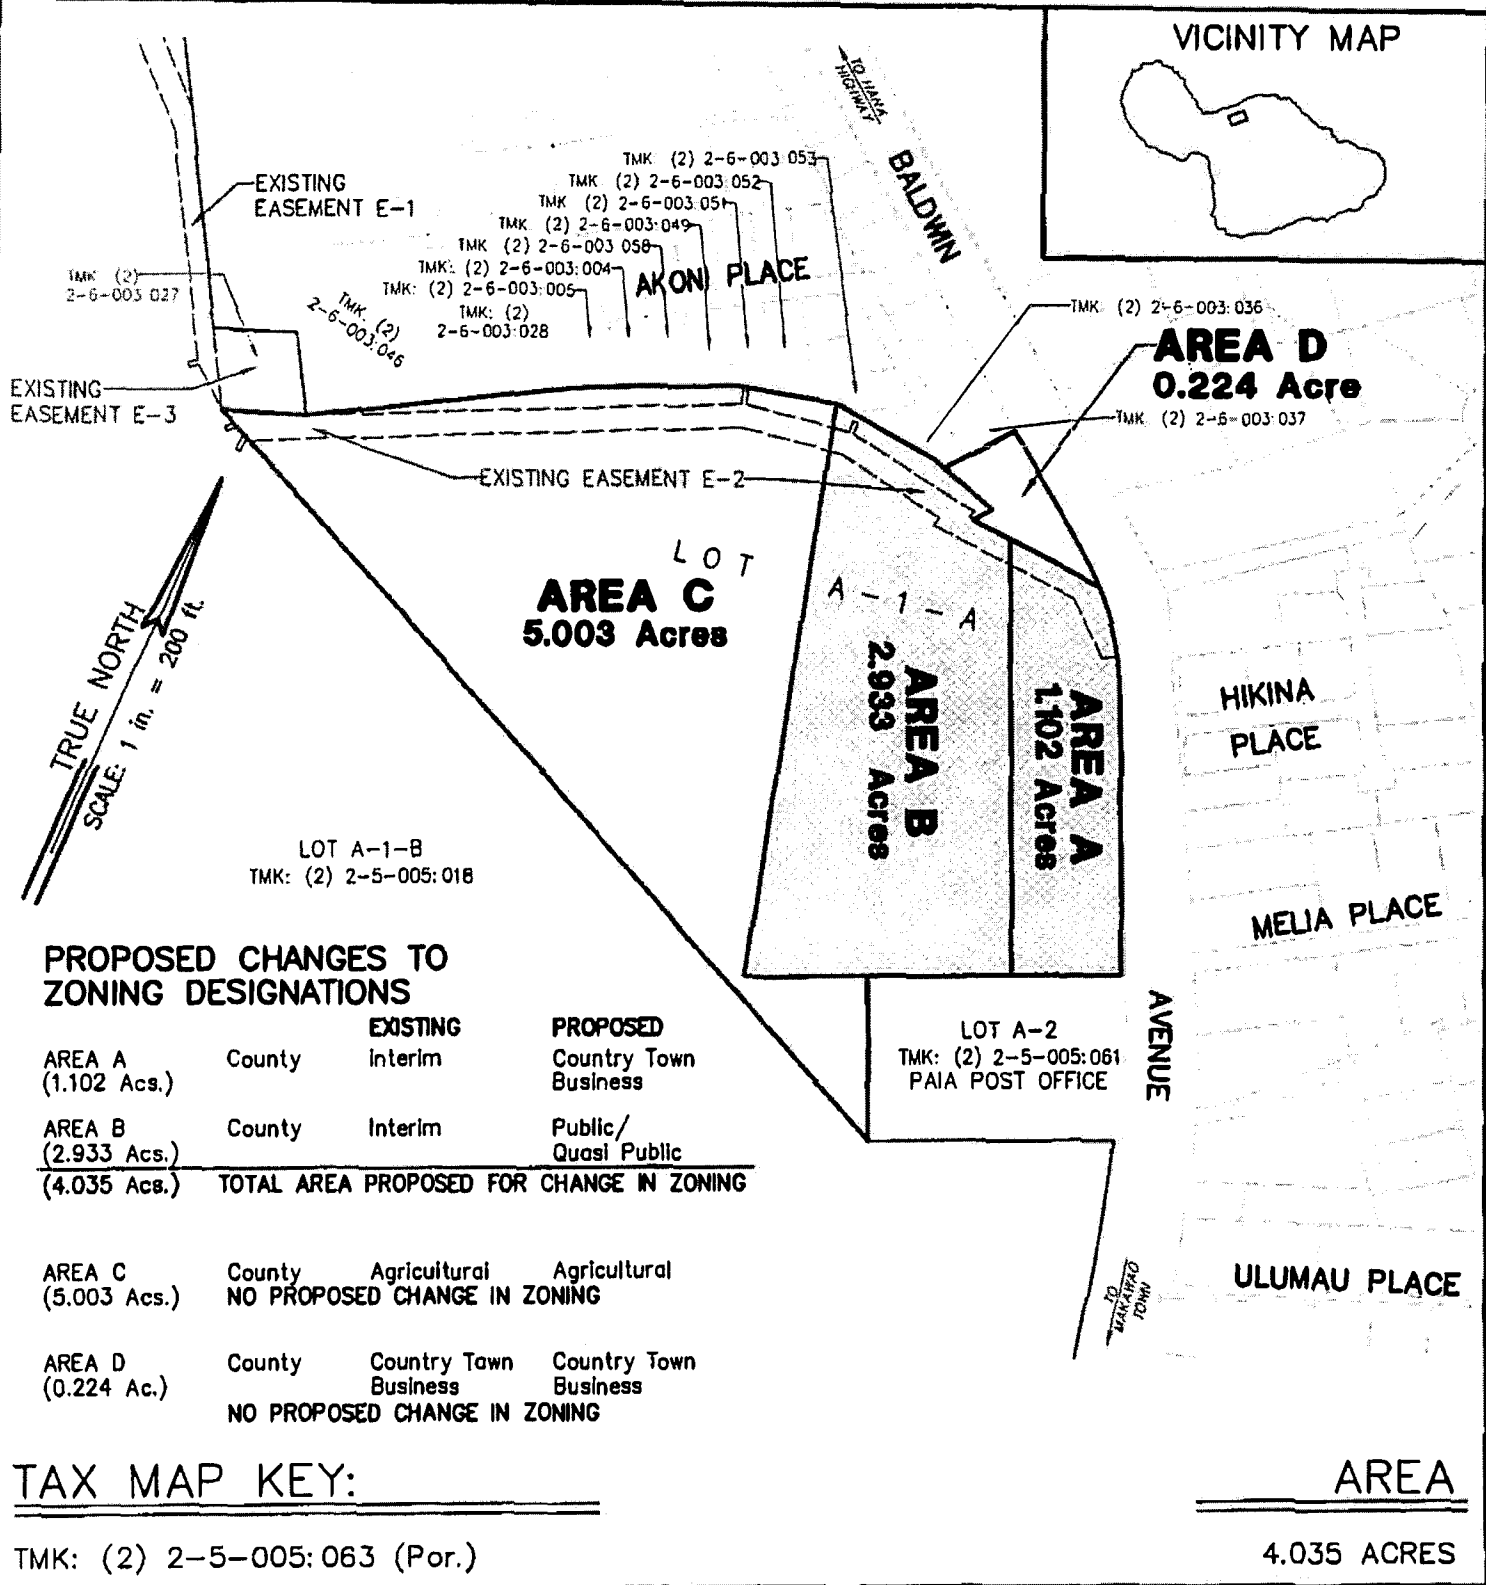 VICINITY MAP
TO HANA
HIGHWAY
BALDWIN
TMK (2) 2-6-003 053
TMK (2) 2-6-003 052
TMK (2) 2-6-003 051
TMK (2) 2-6-003:049
TMK (2) 2-6-003 058
TMK: (2) 2-6-003:004
TMK: (2) 2-6-003:005
TMK: (2)
2-6-003:028
AKONI PLACE
EXISTING
EASEMENT E-1
TMK (2)
2-6-003 027
TMK. (2)
2-6-003:046
EXISTING
EASEMENT E-3
TMK (2) 2-6-003:036
AREA D
0.224 Acre
TMK (2) 2-6-003:037
EXISTING EASEMENT E-2
LOT
A-1-A
AREA C
5.003 Acres
AREA B
2.933 Acres
AREA A
1.102 Acres
TRUE NORTH
SCALE: 1 in. = 200 ft.
HIKINA
PLACE
LOT A-1-B
TMK: (2) 2-5-005:018
MELIA PLACE
AVENUE
LOT A-2
TMK: (2) 2-5-005:061
PAIA POST OFFICE
TO
MAKAWAO
TOWN
ULUMAU PLACE
PROPOSED CHANGES TO
ZONING DESIGNATIONS
EXISTING PROPOSED
AREA A County Interim Country Town
(1.102 Acs.) Business
AREA B County Interim Public/
(2.933 Acs.) Quasi Public
(4.035 Acs.) TOTAL AREA PROPOSED FOR CHANGE IN ZONING
AREA C County Agricultural Agricultural
(5.003 Acs.) NO PROPOSED CHANGE IN ZONING
AREA D County Country Town Country Town
(0.224 Ac.) Business Business
NO PROPOSED CHANGE IN ZONING
TAX MAP KEY:
TMK: (2) 2-5-005:063 (Por.)
AREA
4.035 ACRES